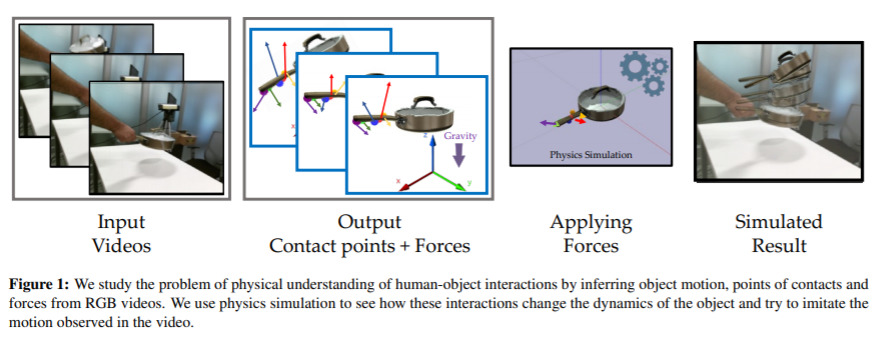 z
Gravity
x
y
Physics Simulation
Input
Videos
Output
Contact points + Forces
Applying
Forces
Simulated
Result
Figure 1: We study the problem of physical understanding of human-object interactions by inferring object motion, points of contacts and
forces from RGB videos. We use physics simulation to see how these interactions change the dynamics of the object and try to imitate the
motion observed in the video.